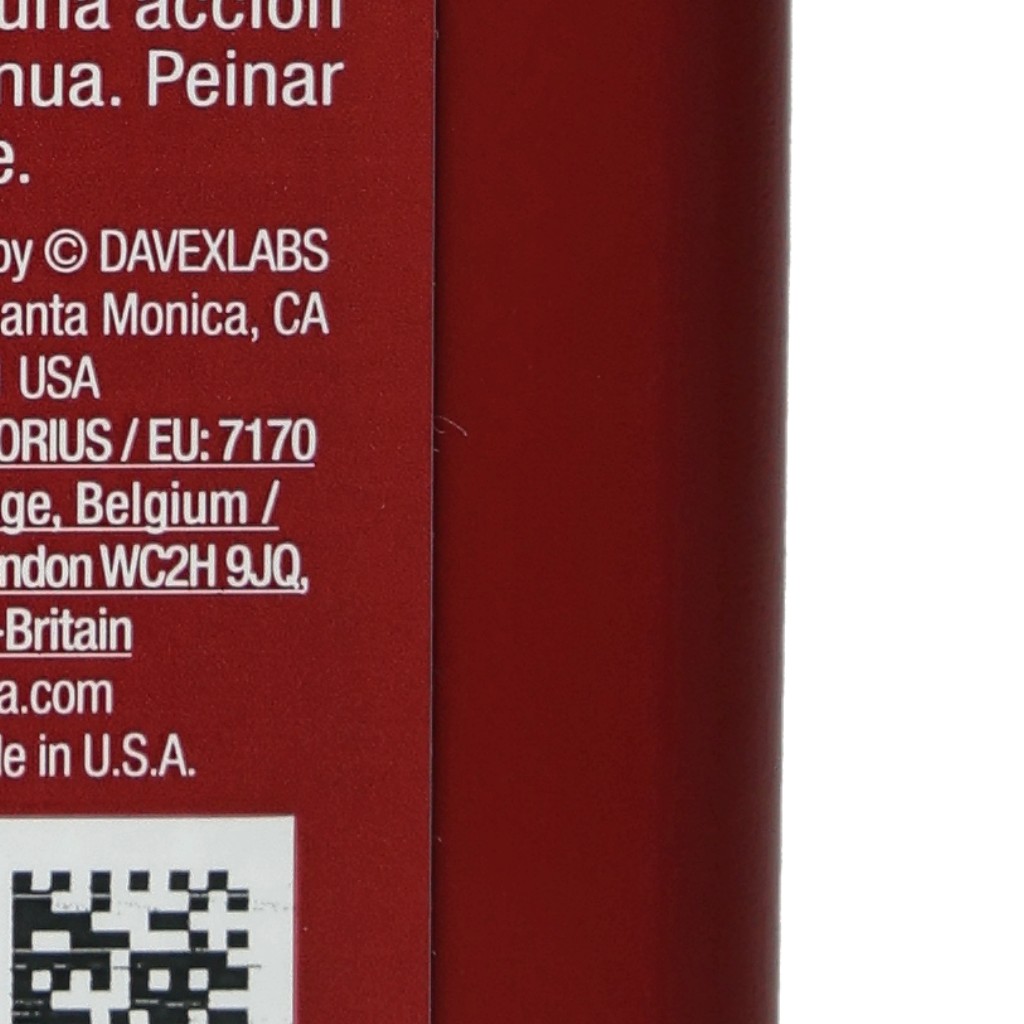 una acción
nua. Peinar
e.
by © DAVEXLABS
anta Monica, CA
USA
ORIUS / EU: 7170
ge, Belgium /
ndon WC2H 9JQ,
-Britain
a.com
le in U.S.A.